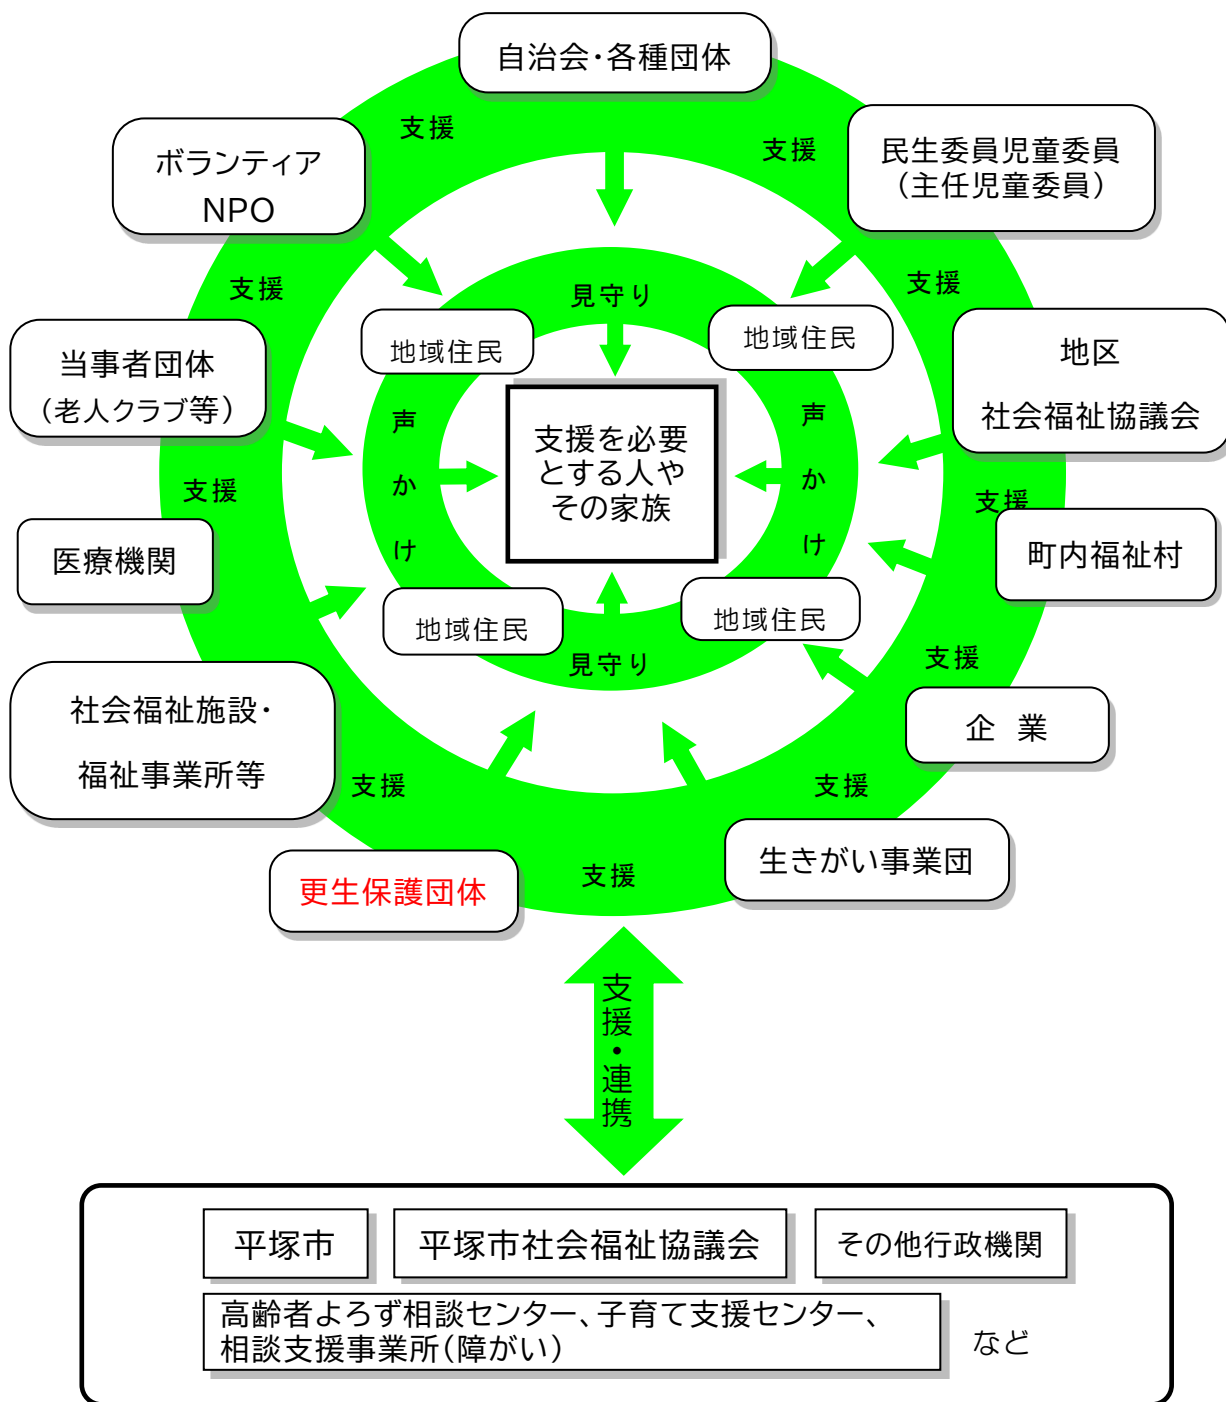 自治会・各種団体
支援
支援
ボランティア
NPO
民生委員児童委員
（主任児童委員）
支援
支援
見守り
地域住民
地域住民
当事者団体
（老人クラブ等）
地区
社会福祉協議会
声かけ
声かけ
支援を必要
とする人や
その家族
支援
支援
医療機関
町内福祉村
地域住民
地域住民
見守り
支援
社会福祉施設・
福祉事業所等
企 業
支援
支援
生きがい事業団
支援
更生保護団体
支援・連携
平塚市
平塚市社会福祉協議会
その他行政機関
高齢者よろず相談センター、子育て支援センター、
相談支援事業所（障がい）
など